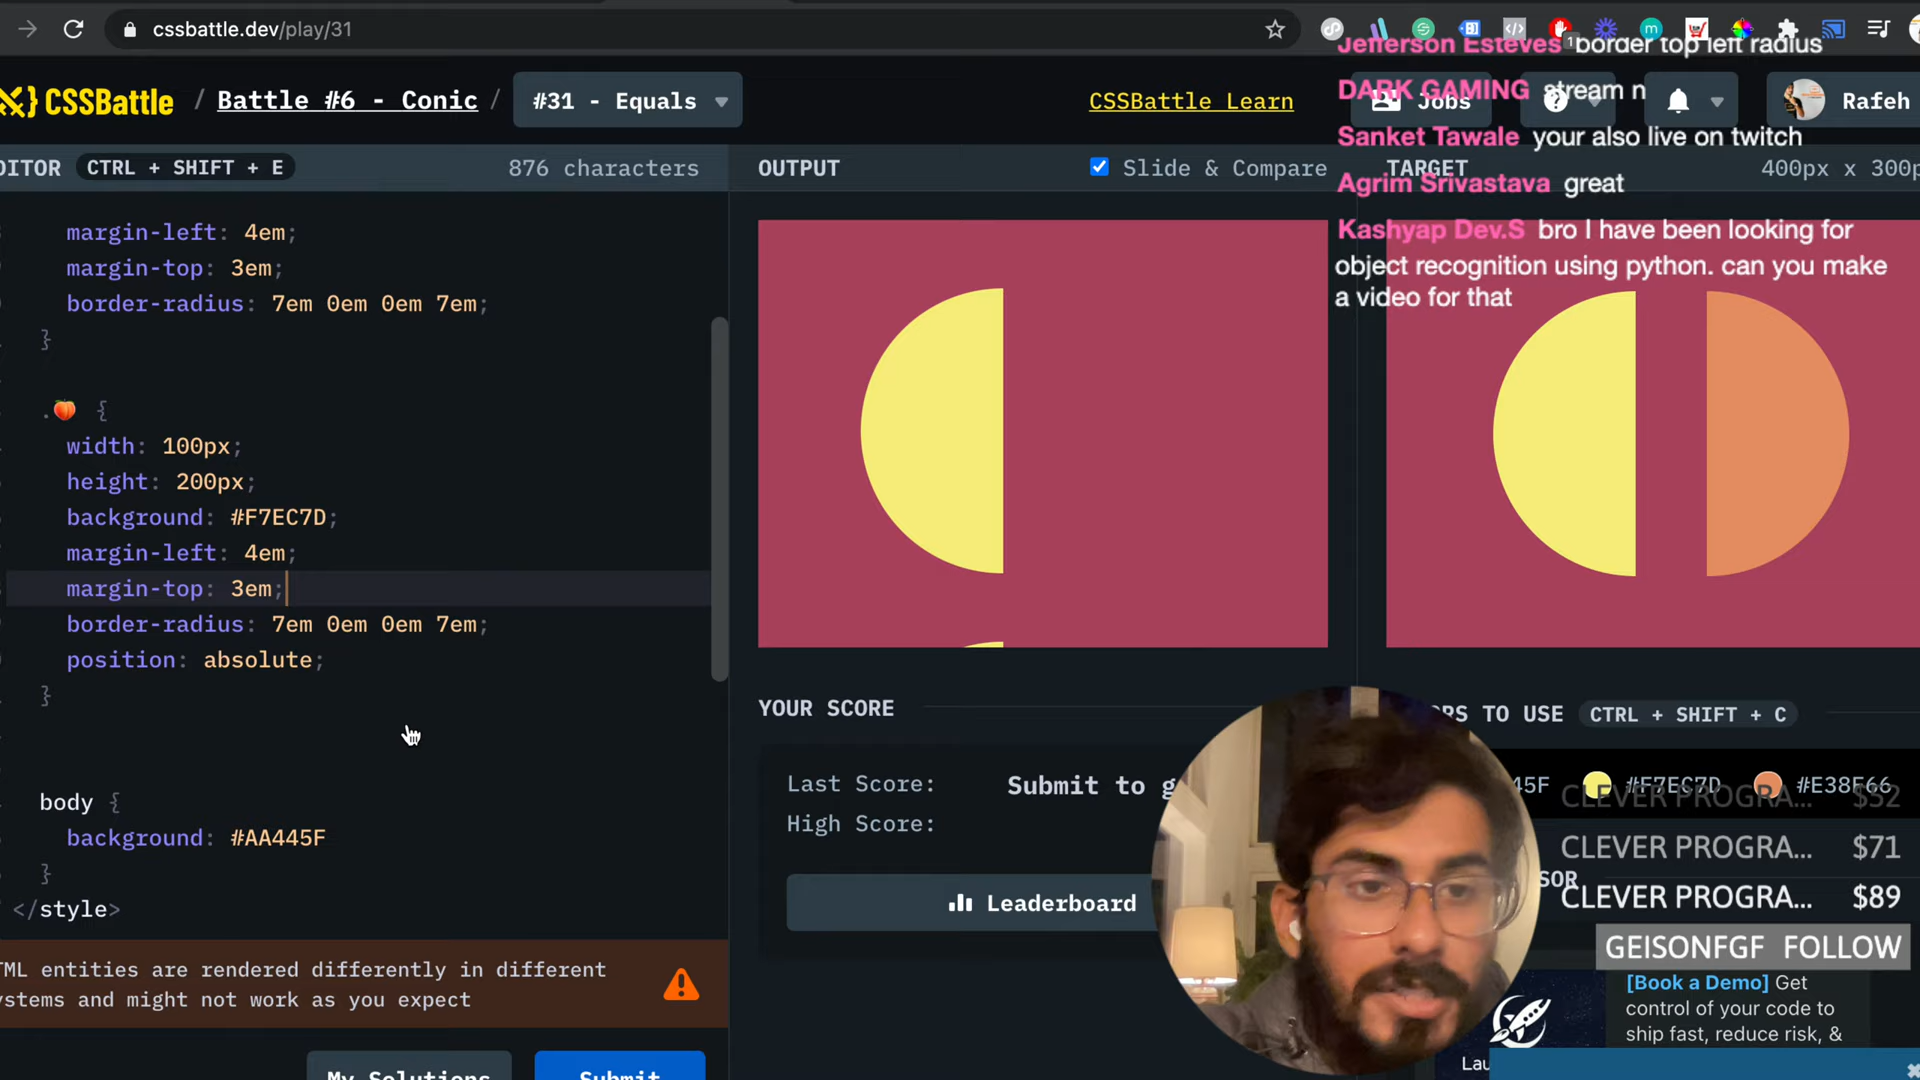 cssbattle.dev/play/31
CSSBattle / Battle #6 - Conic / #31 - Equals
CSSBattle Learn
Jobs
Rafeh
Jefferson Esteves border top left radius
DARK GAMING stream n
Sanket Tawale your also live on twitch
Agrim Srivastava great
Kashyap Dev.S bro I have been looking for
object recognition using python. can you make
a video for that
DITOR CTRL + SHIFT + E 876 characters
OUTPUT Slide & Compare
TARGET 400px x 300p
margin-left: 4em;
margin-top: 3em;
border-radius: 7em 0em 0em 7em;
}
.🍑 {
width: 100px;
height: 200px;
background: #F7EC7D;
margin-left: 4em;
margin-top: 3em;
border-radius: 7em 0em 0em 7em;
position: absolute;
}
body {
background: #AA445F
}
</style>
TML entities are rendered differently in different
ystems and might not work as you expect
My Solutions
Submit
YOUR SCORE
Last Score: Submit to g
High Score:
Leaderboard
RS TO USE CTRL + SHIFT + C
45F #F7EC7D #E38F66
CLEVER PROGRA... $52
CLEVER PROGRA... $71
SOR
CLEVER PROGRA... $89
GEISONFGF FOLLOW
[Book a Demo] Get
control of your code to
ship fast, reduce risk, &
Lau